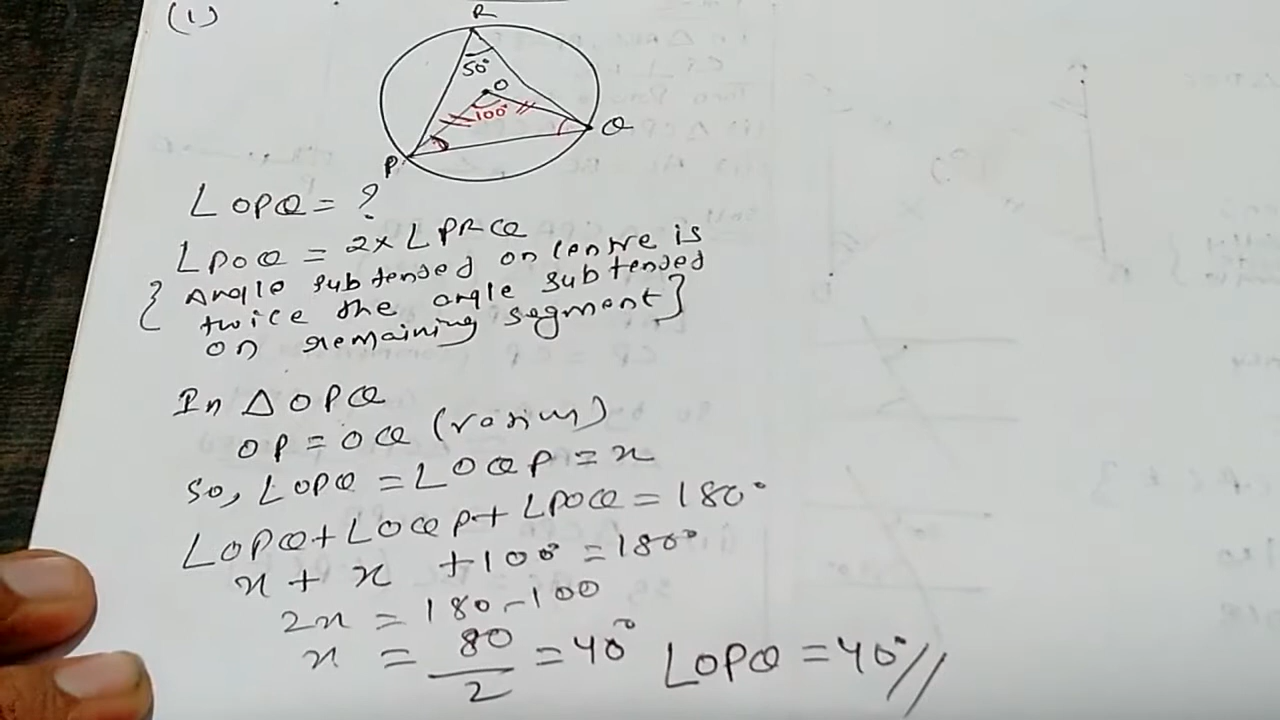 (1)
R
50°
O
100°
Q
P
∠OPQ = ?
∠POQ = 2x ∠PRQ
{ Angle subtended on centre is
twice the angle subtended
on remaining segment }
In △ OPQ
OP = OQ (radius)
So, ∠OPQ = ∠OQP = x
∠OPQ + ∠OQP + ∠POQ = 180°
x + x + 100° = 180°
2x = 180 - 100
x = 80/2 = 40° ∠OPQ = 40° //